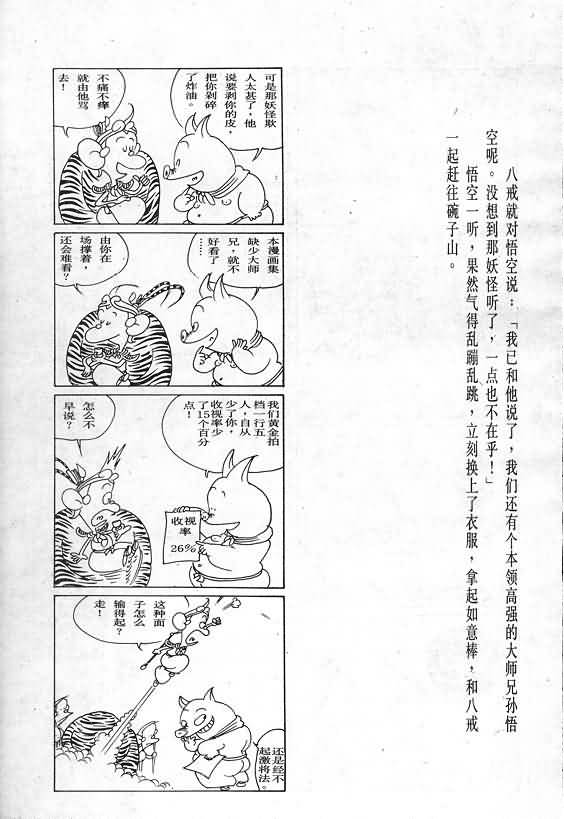 八戒就对悟空说：「我已和他说了，我们还有个本领高强的大师兄孙悟
空呢。没想到那妖怪听了，一点也不在乎！」
悟空一听，果然气得乱蹦乱跳，立刻换上了衣服，拿起如意棒，和八戒
一起赶往碗子山。
可是那妖怪欺
人太甚了，他
说要剥你的皮，
把你剁碎
了炸油。
不痛不痒
就由他骂
去！
本漫画集
缺少大师
兄，就不
好看了
……
由你在
场撑着，
还会难看？
我们黄金拍
档一行五
人，自从
少了你，
收视率少
了15个百分
点！
收视
率
26%
怎么不
早说？
这种面
子怎么
输得起？
走！
还是经不
起激将法。